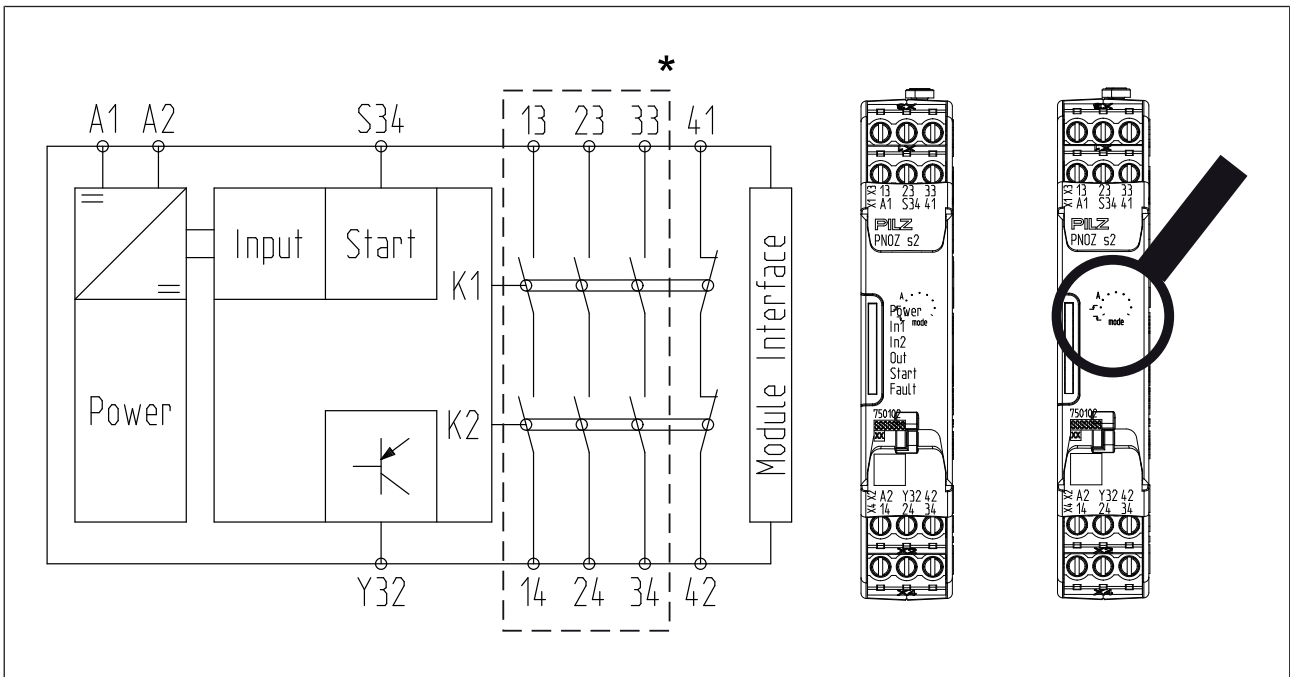 *
A1 A2 S34 13 23 33 41
Input Start
K1
Power
K2
Module Interface
Y32 14 24 34 42
X3 13 23 33
X1 A1 S34 41
PILZ
PNOZ s2
A
Power
mode
In1
In2
Out
Start
Fault
750102
X2 A2 Y32 42
X4 14 24 34
X4
X3 13 23 33
X1 A1 S34 41
PILZ
PNOZ s2
A
mode
750102
X2 A2 Y32 42
X4 14 24 34
X4